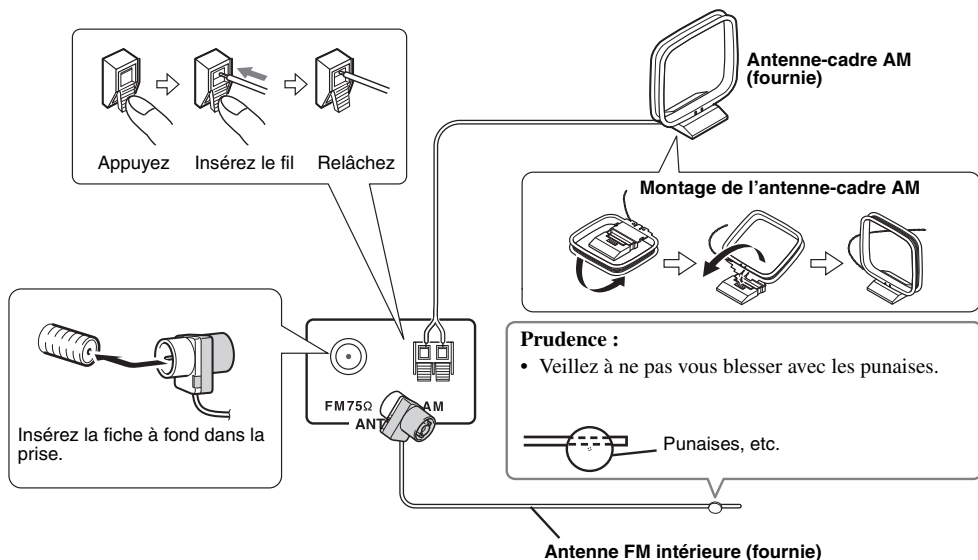 Antenne-cadre AM
(fournie)
Appuyez
Insérez le fil
Relâchez
Montage de l'antenne-cadre AM
Prudence :
• Veillez à ne pas vous blesser avec les punaises.
Punaises, etc.
FM75Ω
AM
ANT
Insérez la fiche à fond dans la
prise.
Antenne FM intérieure (fournie)